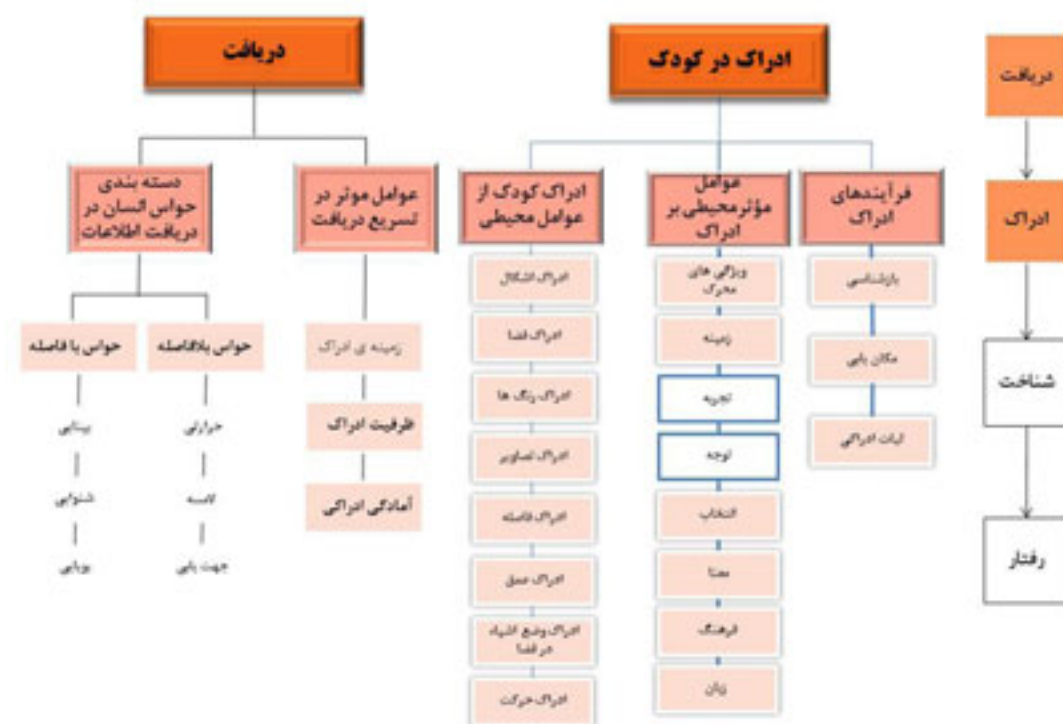 دریافت
ادراک
شناخت
رفتار
ادراک در کودک
فرآیندهای
ادراک
بازشناسی
مکان یابی
ثبات ادراکی
عوامل
مؤثرمحیطی بر
ادراک
ویژگی های
محرک
زمینه
تجربه
توجه
انتخاب
معنا
فرهنگ
زبان
ادراک کودک از
عوامل محیطی
ادراک اشکال
ادراک فضا
ادراک رنگ ها
ادراک تصاویر
ادراک فاصله
ادراک عمق
ادراک وضع اشیاء
در فضا
ادراک حرکت
دریافت
عوامل موثر در
تسریع دریافت
زمینه ی ادراک
ظرفیت ادراک
آمادگی ادراکی
دسته بندی
حواس انسان در
دریافت اطلاعات
حواس بلافاصله
حرارتی
لامسه
جهت یابی
حواس با فاصله
بینایی
شنوایی
بویایی